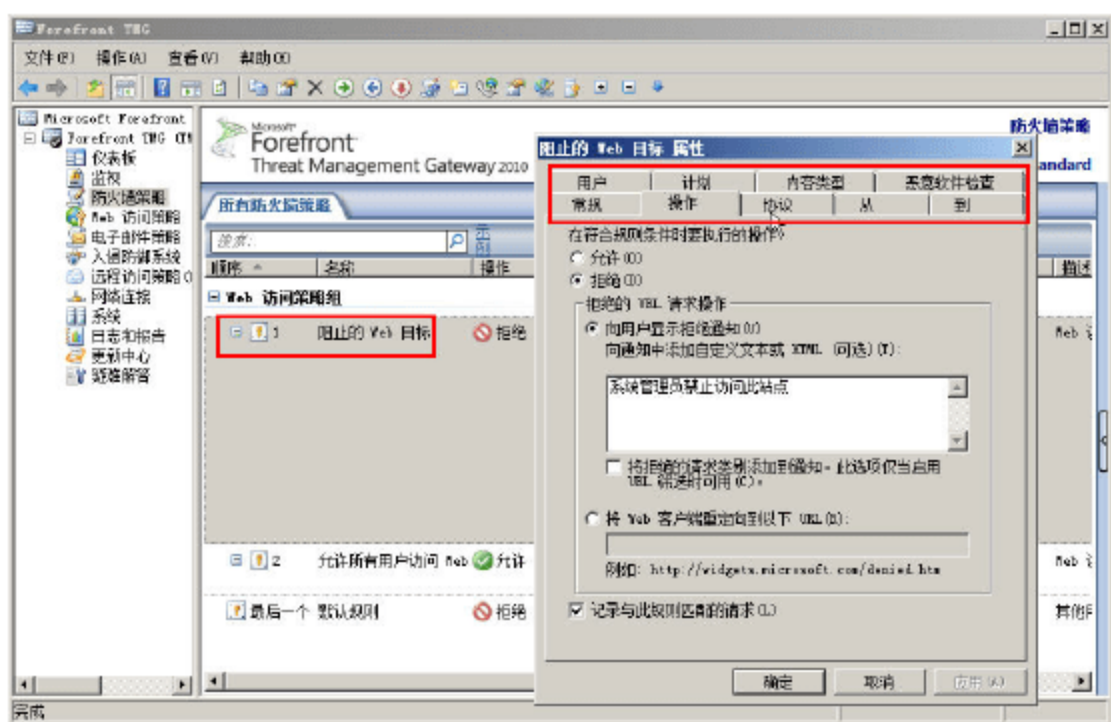 Forefront TMG
文件(F) 操作(A) 查看(V) 帮助(H)
Microsoft Forefront
Forefront TMG (TM
仪表板
监视
防火墙策略
Web 访问策略
电子邮件策略
入侵防御系统
远程访问策略(
网络连接
系统
日志和报告
更新中心
疑难解答
Microsoft
Forefront
Threat Management Gateway 2010
防火墙策略
andard
所有防火墙策略
搜索:
示例
顺序 名称 操作 描述
Web 访问策略组
1 阻止的 Web 目标 拒绝 Web
2 允许所有用户访问 Web 允许 Web
最后一个 默认规则 拒绝 其他
阻止的 Web 目标 属性
用户 计划 内容类型 恶意软件检查
常规 操作 协议 从 到
在符合规则条件时要执行的操作:
允许(O)
拒绝(D)
拒绝的 URL 请求操作
向用户显示拒绝通知(U)
向通知中添加自定义文本或 HTML (可选)(T):
系统管理员禁止访问此站点
将拒绝的请求类别添加到通知。此选项仅当启用
URL 筛选时可用(C)。
将 Web 客户端重定向到以下 URL(R):
例如: http://widgets.microsoft.com/denied.htm
记录与此规则匹配的请求(L)
确定 取消 应用(A)
完成